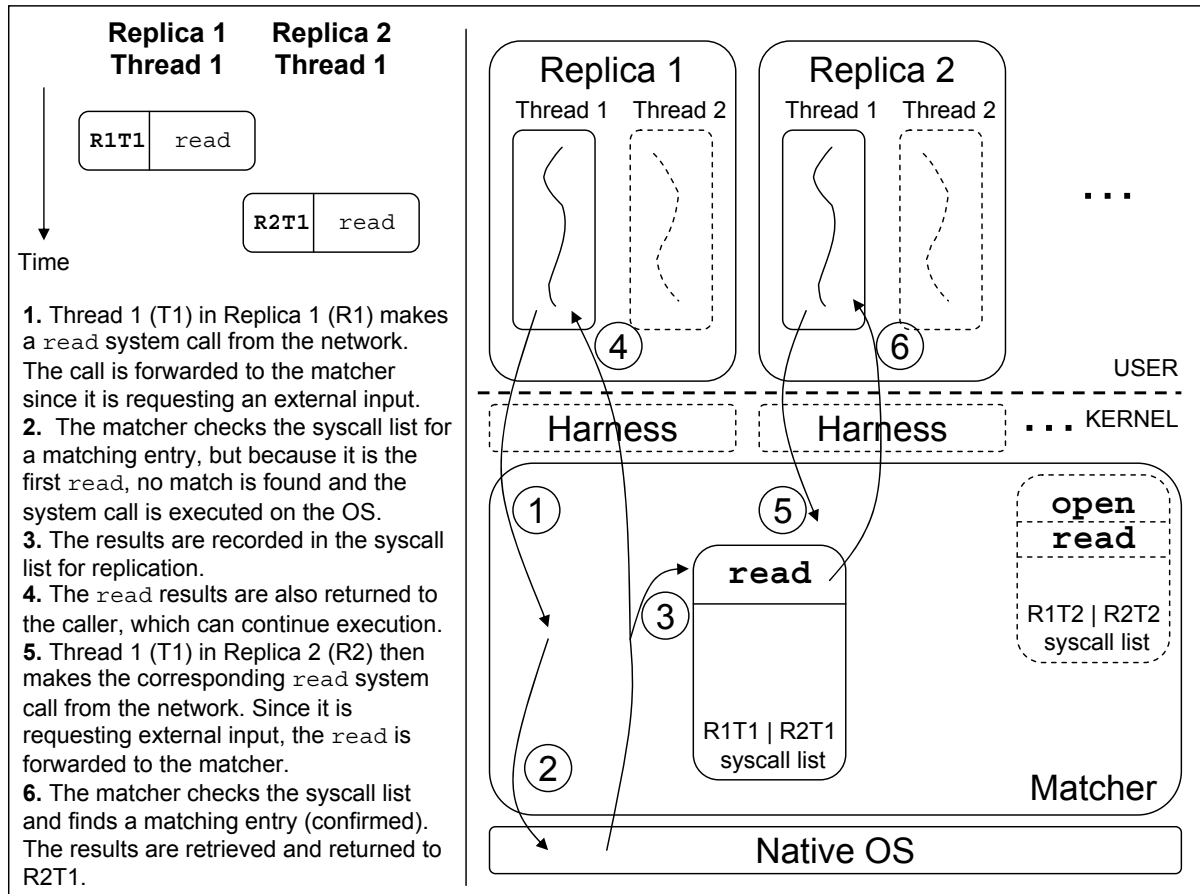 Replica 1
Thread 1
Replica 2
Thread 1
R1T1 read
R2T1 read
Time
1. Thread 1 (T1) in Replica 1 (R1) makes
a read system call from the network.
The call is forwarded to the matcher
since it is requesting an external input.
2. The matcher checks the syscall list for
a matching entry, but because it is the
first read, no match is found and the
system call is executed on the OS.
3. The results are recorded in the syscall
list for replication.
4. The read results are also returned to
the caller, which can continue execution.
5. Thread 1 (T1) in Replica 2 (R2) then
makes the corresponding read system
call from the network. Since it is
requesting external input, the read is
forwarded to the matcher.
6. The matcher checks the syscall list
and finds a matching entry (confirmed).
The results are retrieved and returned to
R2T1.
Replica 1
Thread 1 Thread 2
Replica 2
Thread 1 Thread 2
...
4
6
USER
Harness
Harness
... KERNEL
1
5
open
read
R1T2 | R2T2
syscall list
read
3
R1T1 | R2T1
syscall list
2
Matcher
Native OS